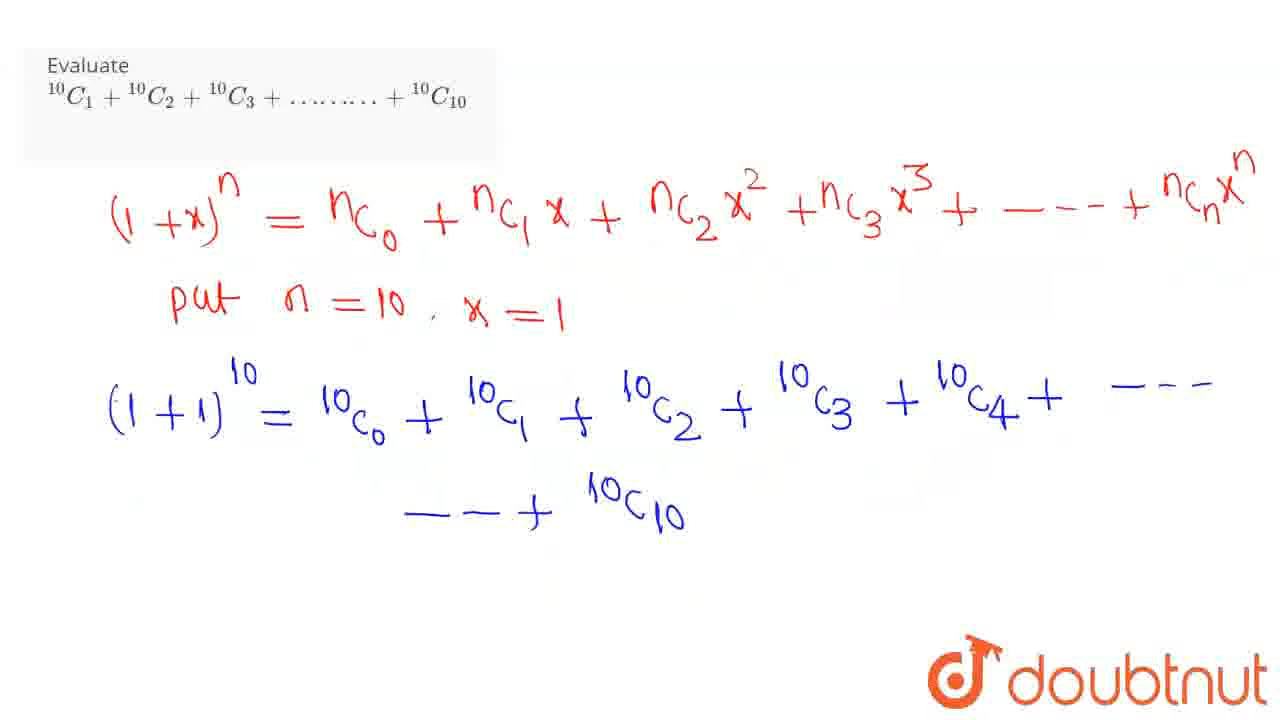 Evaluate
¹⁰C₁ + ¹⁰C₂ + ¹⁰C₃ + ……… + ¹⁰C₁₀
(1 + x)ⁿ = ⁿC₀ + ⁿC₁ x + ⁿC₂ x² + ⁿC₃ x³ + – - - - + ⁿCₙ xⁿ
put n = 10 . x = 1
(1 + 1)¹⁰ = ¹⁰C₀ + ¹⁰C₁ + ¹⁰C₂ + ¹⁰C₃ + ¹⁰C₄ + - - -
- - + ¹⁰C₁₀
doubtnut